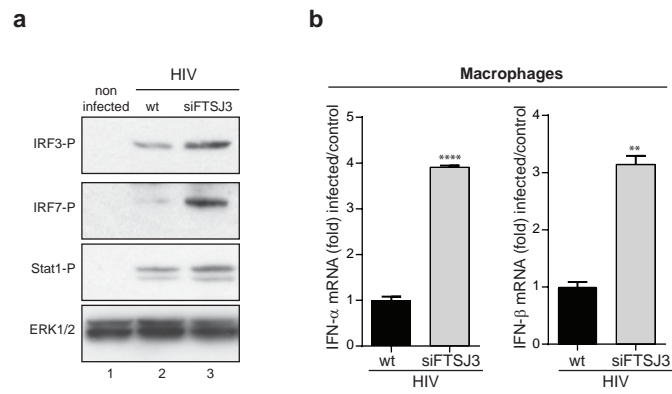 a
HIV
non
infected wt siFTSJ3
IRF3-P
IRF7-P
Stat1-P
ERK1/2
1 2 3
b
Macrophages
IFN-α mRNA (fold) infected/control
5
4
3
2
1
0
****
wt siFTSJ3
HIV
IFN-β mRNA (fold) infected/control
4
3
2
1
0
**
wt siFTSJ3
HIV